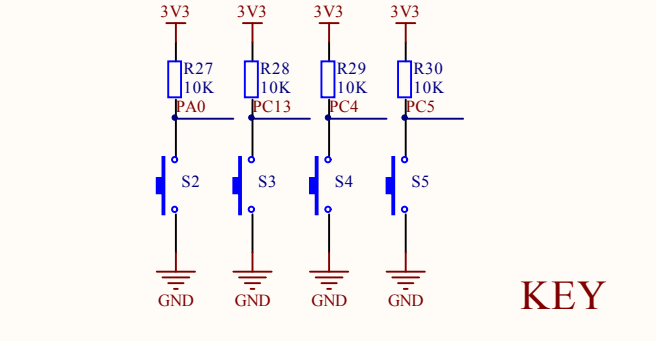 3V3 3V3 3V3 3V3
R27 R28 R29 R30
10K 10K 10K 10K
PA0 PC13 PC4 PC5
S2 S3 S4 S5
GND GND GND GND
KEY